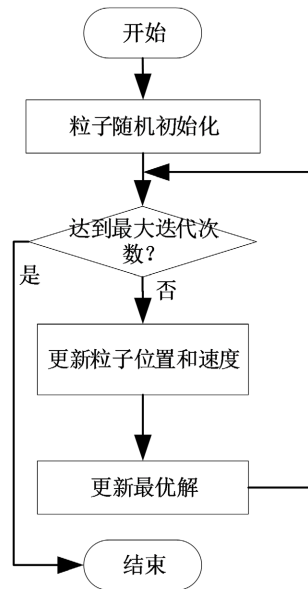 开始
粒子随机初始化
达到最大迭代次
数？
是
否
更新粒子位置和速度
更新最优解
结束